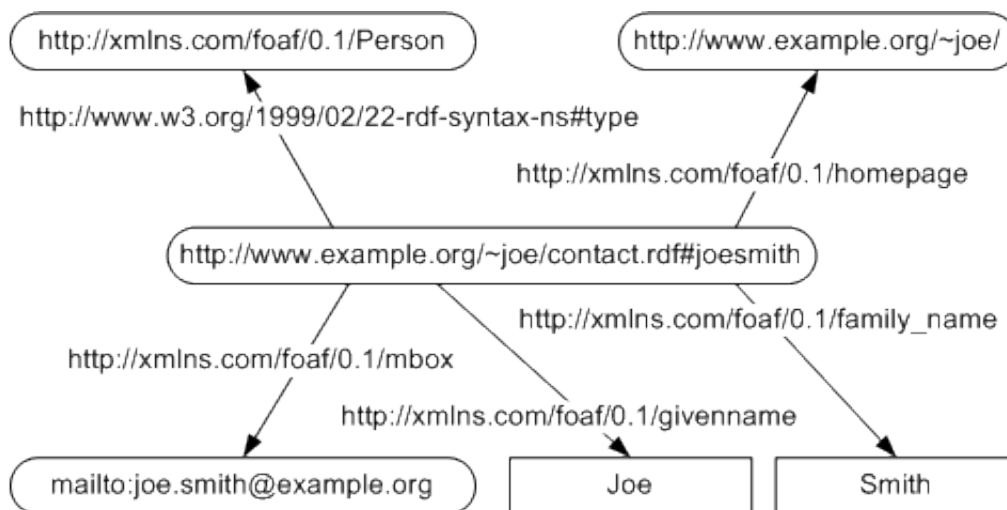 http://xmlns.com/foaf/0.1/Person
http://www.example.org/~joe/
http://www.w3.org/1999/02/22-rdf-syntax-ns#type
http://xmlns.com/foaf/0.1/homepage
http://www.example.org/~joe/contact.rdf#joesmith
http://xmlns.com/foaf/0.1/family_name
http://xmlns.com/foaf/0.1/mbox
http://xmlns.com/foaf/0.1/givenname
mailto:joe.smith@example.org
Joe
Smith